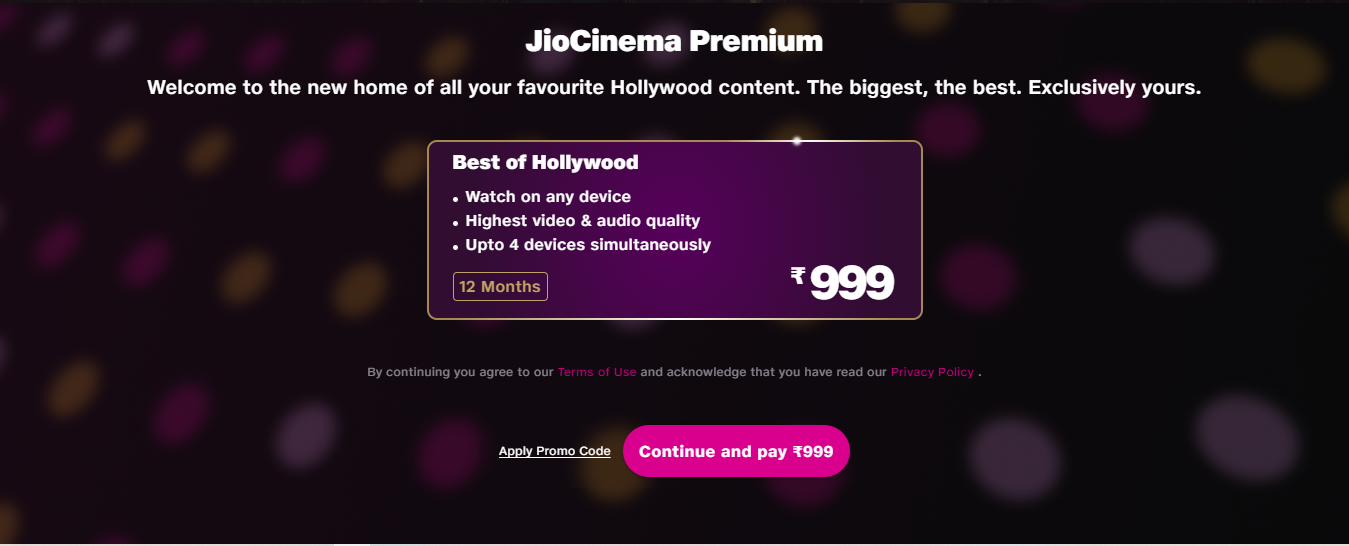 JioCinema Premium
Welcome to the new home of all your favourite Hollywood content. The biggest, the best. Exclusively yours.
Best of Hollywood
• Watch on any device
• Highest video & audio quality
• Upto 4 devices simultaneously
12 Months
₹999
By continuing you agree to our Terms of Use and acknowledge that you have read our Privacy Policy .
Apply Promo Code
Continue and pay ₹999